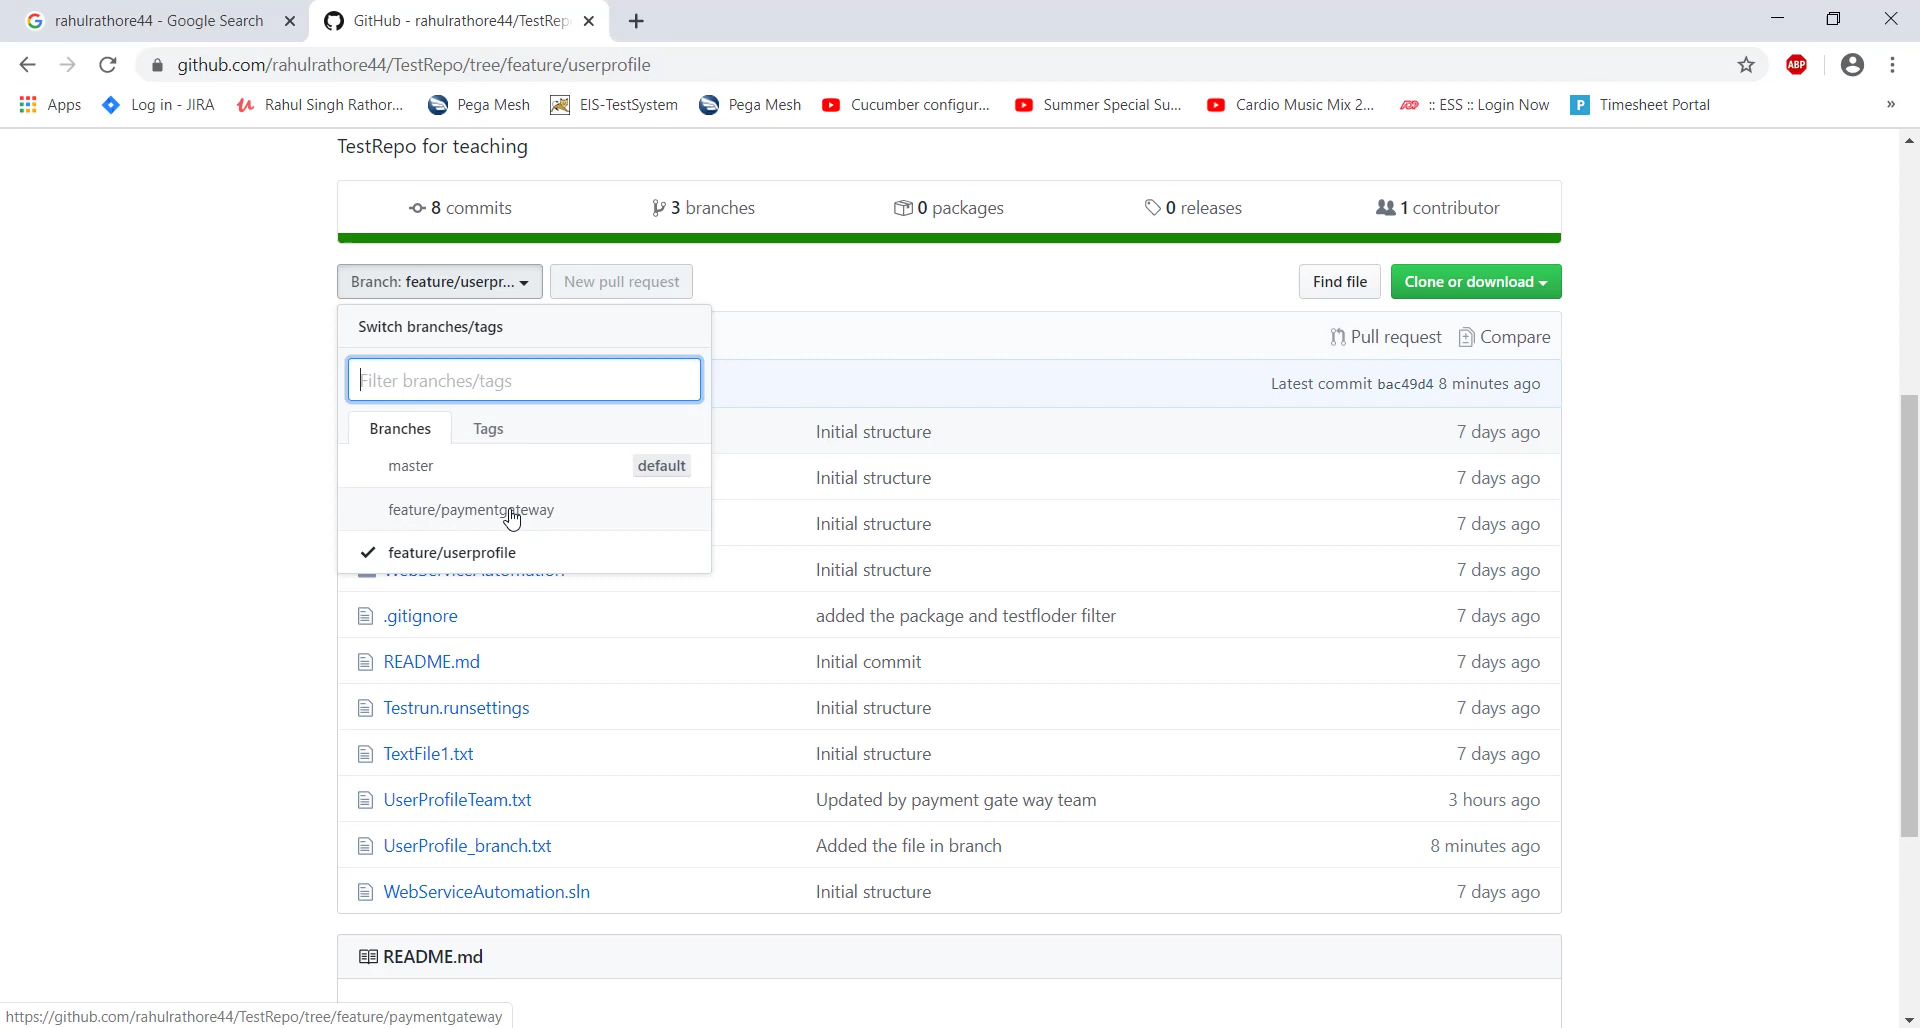 rahulrathore44 - Google Search
GitHub - rahulrathore44/TestRep
github.com/rahulrathore44/TestRepo/tree/feature/userprofile
ABP
Apps
Log in - JIRA
Rahul Singh Rathor...
Pega Mesh
EIS-TestSystem
Pega Mesh
Cucumber configur...
Summer Special Su...
Cardio Music Mix 2...
:: ESS :: Login Now
Timesheet Portal
»
TestRepo for teaching
8 commits
3 branches
0 packages
0 releases
1 contributor
Branch: feature/userpr...
New pull request
Find file
Clone or download
Switch branches/tags
Filter branches/tags
Branches
Tags
master
default
feature/paymentgateway
feature/userprofile
Pull request
Compare
Latest commit bac49d4 8 minutes ago
Initial structure 7 days ago
Initial structure 7 days ago
Initial structure 7 days ago
Initial structure 7 days ago
.gitignore added the package and testfloder filter 7 days ago
README.md Initial commit 7 days ago
Testrun.runsettings Initial structure 7 days ago
TextFile1.txt Initial structure 7 days ago
UserProfileTeam.txt Updated by payment gate way team 3 hours ago
UserProfile_branch.txt Added the file in branch 8 minutes ago
WebServiceAutomation.sln Initial structure 7 days ago
README.md
https://github.com/rahulrathore44/TestRepo/tree/feature/paymentgateway